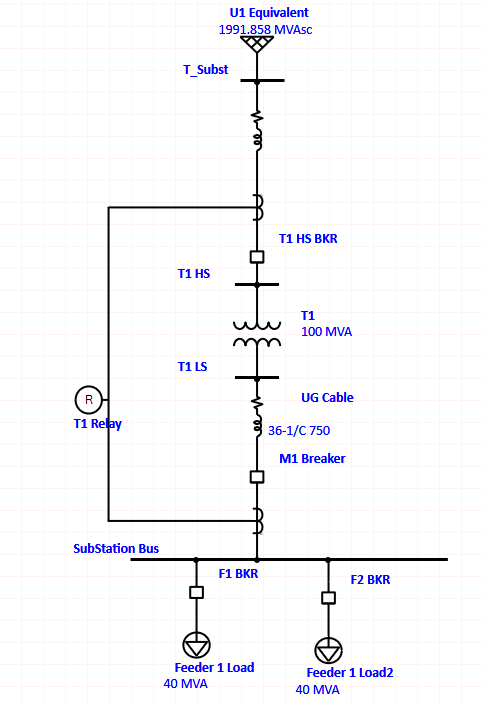 U1 Equivalent
1991.858 MVAsc
T_Subst
T1 HS BKR
T1 HS
T1
100 MVA
T1 LS
UG Cable
R
T1 Relay
36-1/C 750
M1 Breaker
SubStation Bus
F1 BKR
F2 BKR
Feeder 1 Load
40 MVA
Feeder 1 Load2
40 MVA